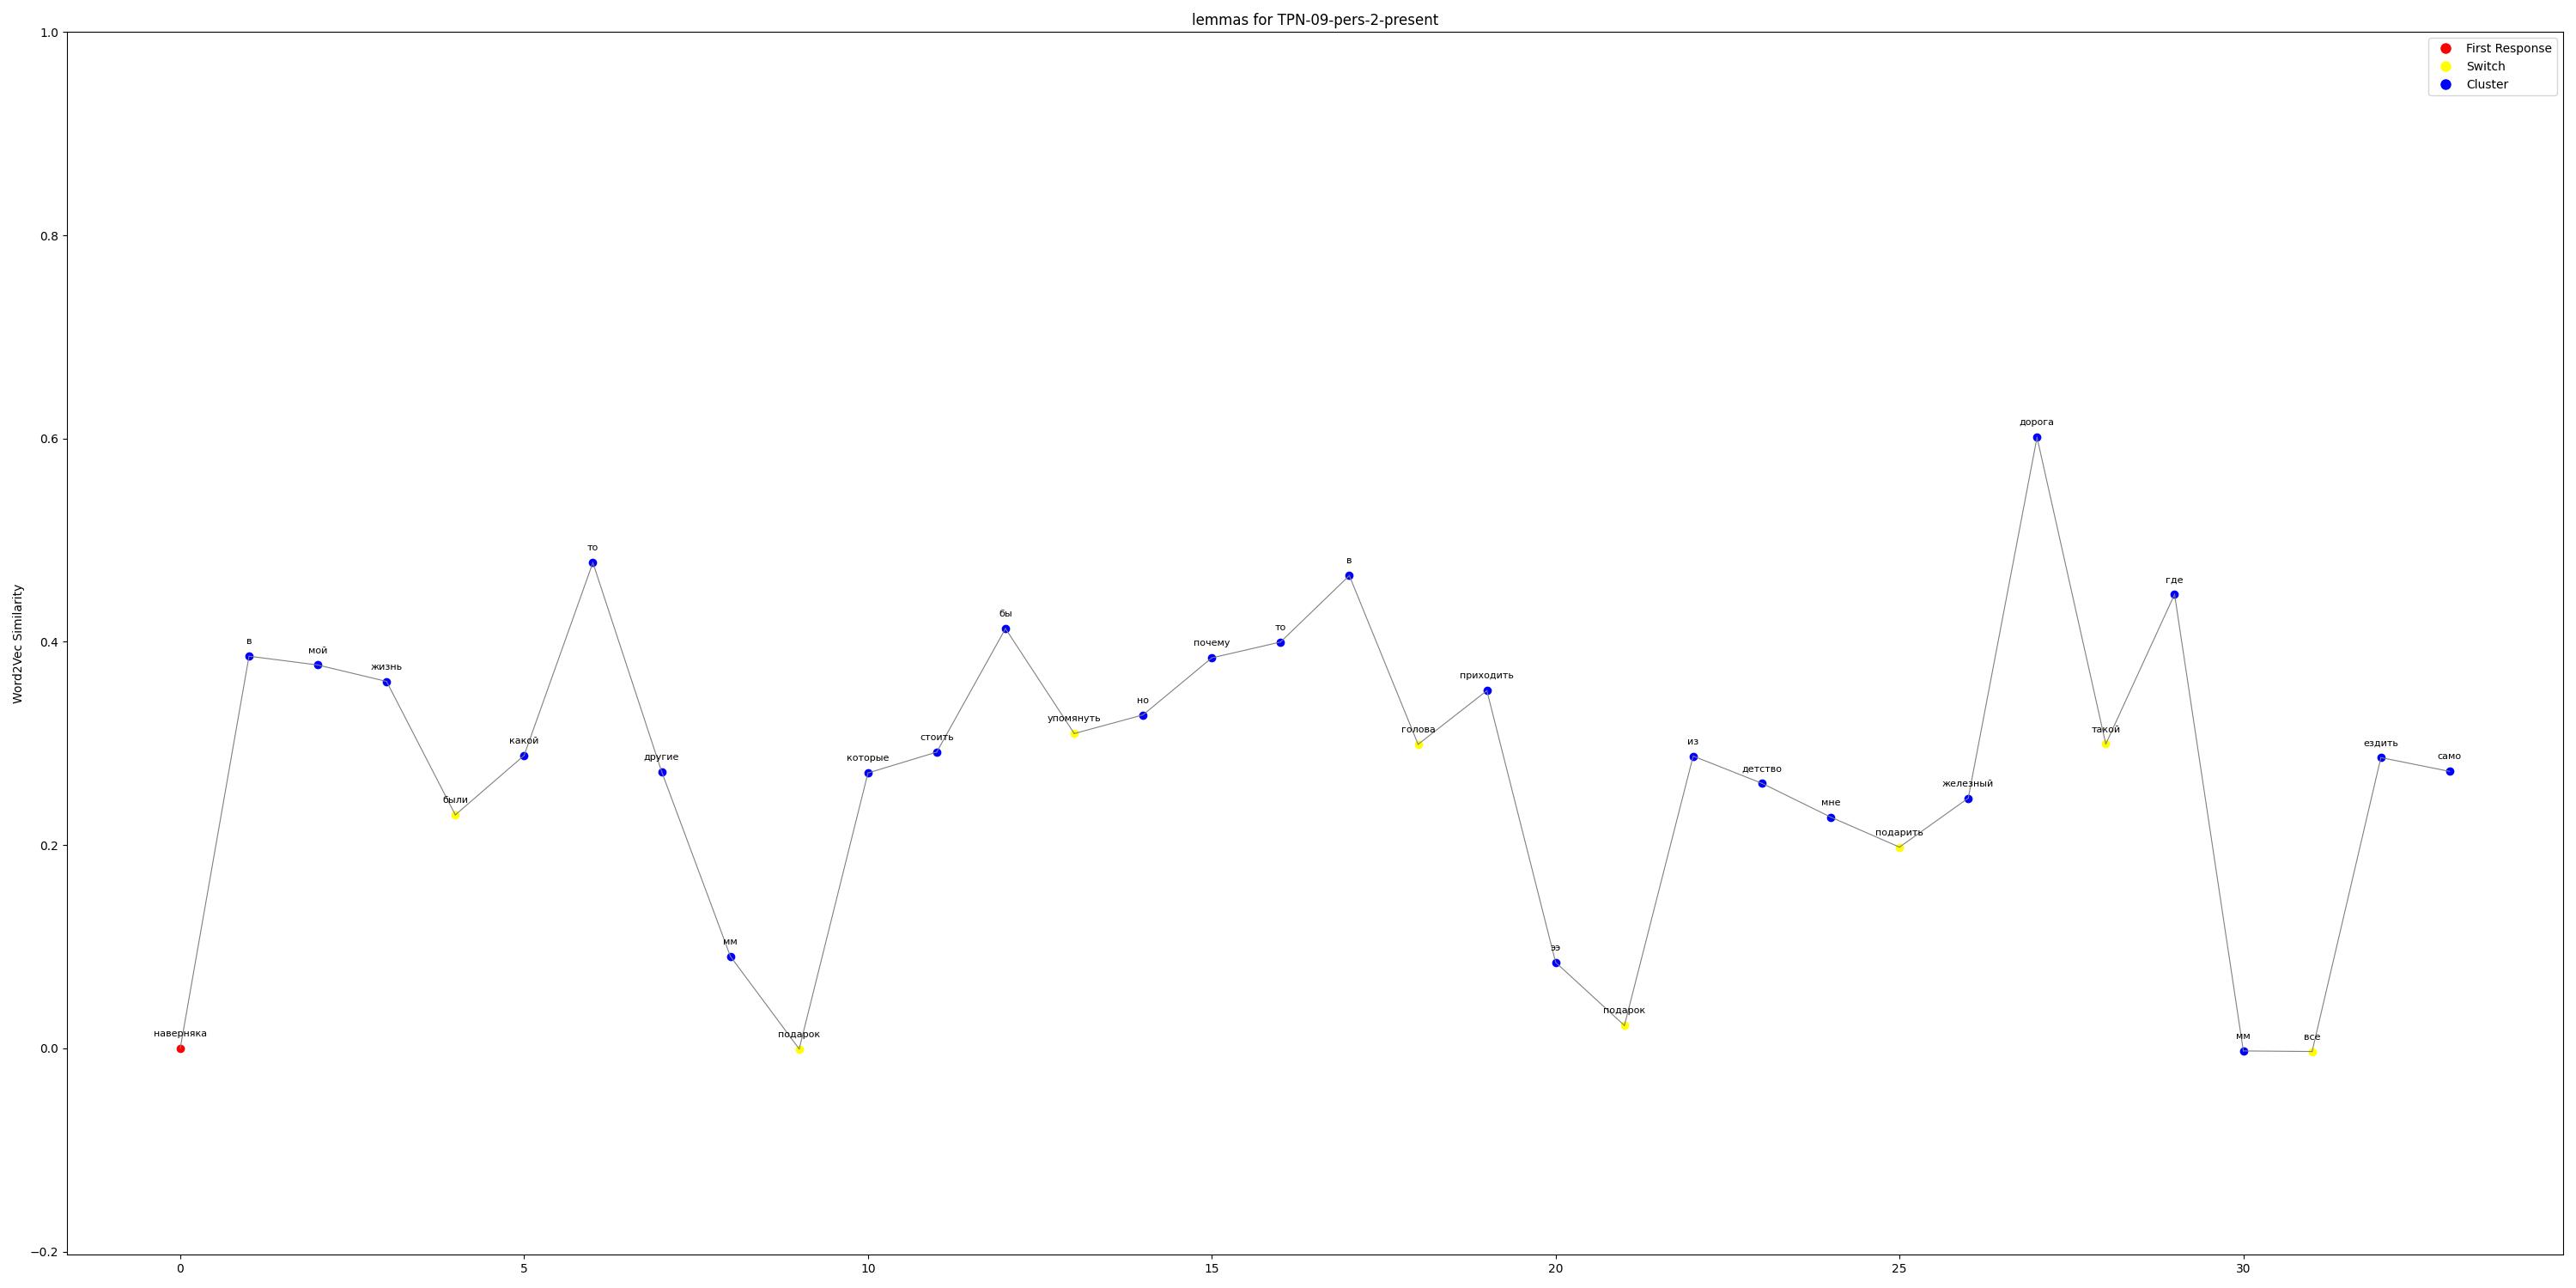 lemmas for TPN-09-pers-2-present
First Response
Switch
Cluster
Word2Vec Similarity
1.0
0.8
0.6
0.4
0.2
0.0
−0.2
наверняка
в
мой
жизнь
были
какой
то
другие
мм
подарок
которые
стоить
бы
упомянуть
но
почему
то
в
голова
приходить
ээ
подарок
из
детство
мне
подарить
железный
дорога
такой
где
мм
все
ездить
само
0
5
10
15
20
25
30